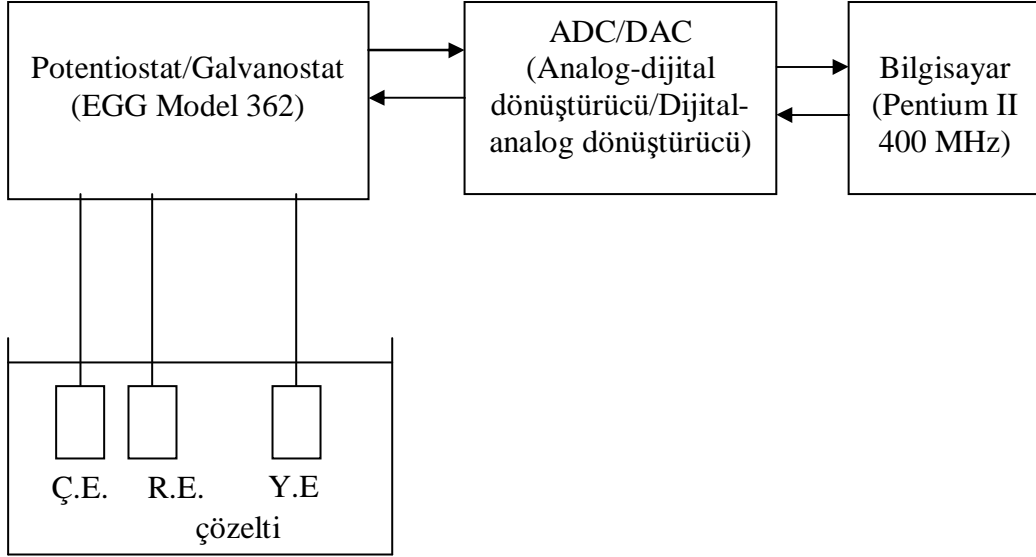 Potentiostat/Galvanostat
(EGG Model 362)
ADC/DAC
(Analog-dijital
dönüştürücü/Dijital-
analog dönüştürücü)
Bilgisayar
(Pentium II
400 MHz)
Ç.E. R.E. Y.E
çözelti